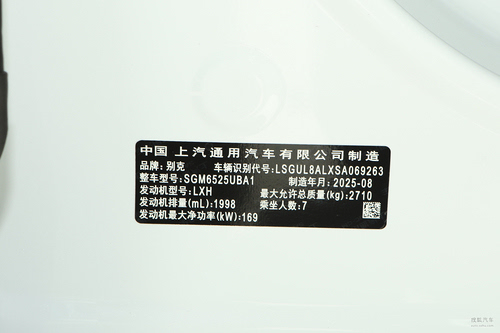 中国 上汽通用汽车有限公司制造
品牌: 别克 车辆识别代号: LSGUL8ALXSA069263
整车型号: SGM6525UBA1 制造年月: 2025-08
发动机型号: LXH 最大允许总质量(kg): 2710
发动机排量(mL): 1998 乘坐人数: 7
发动机最大净功率(kW): 169